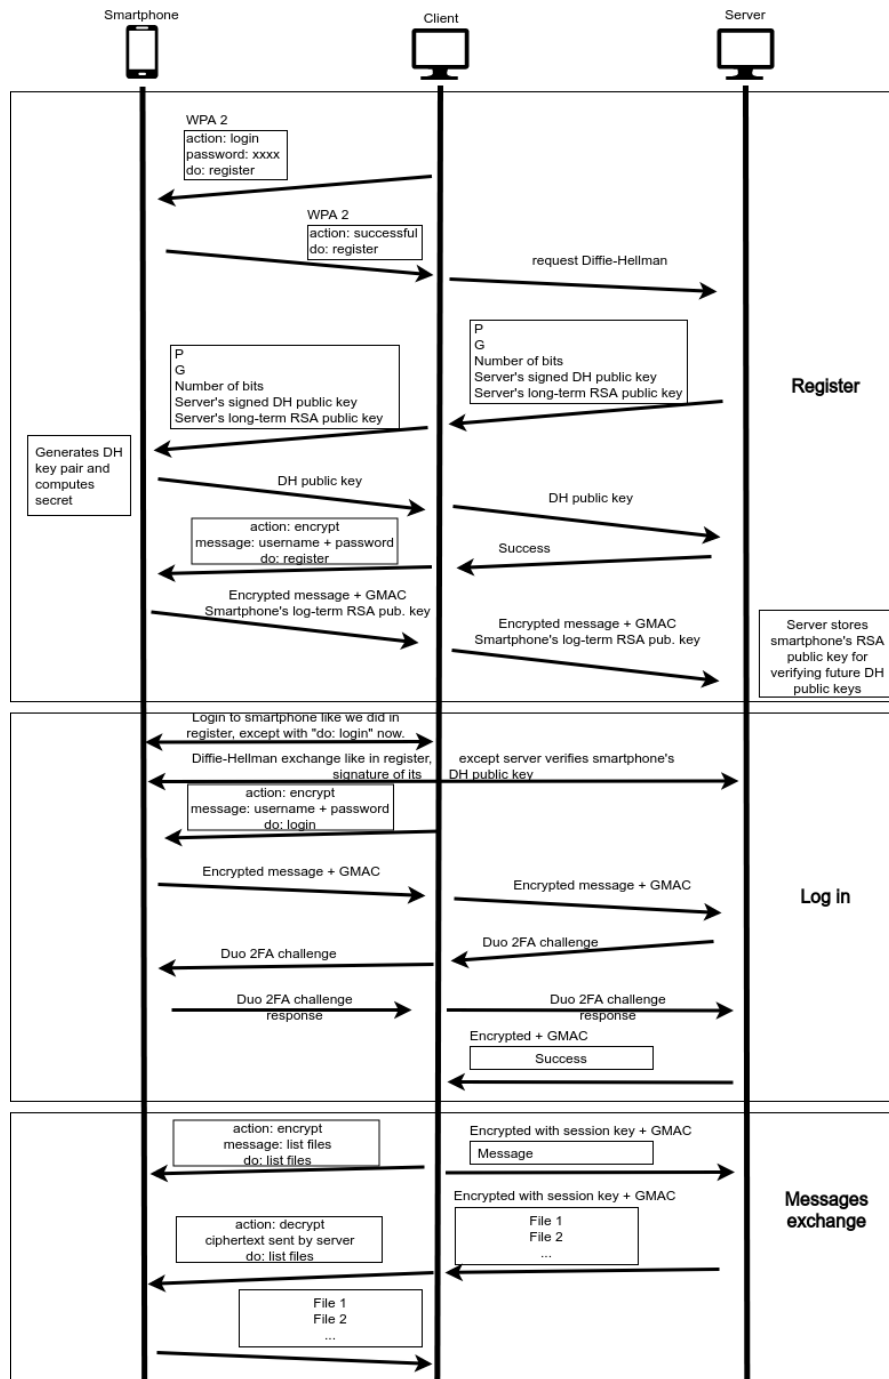 Smartphone
Client
Server
WPA 2
action: login
password: xxxx
do: register
WPA 2
action: successful
do: register
request Diffie-Hellman
P
G
Number of bits
Server's signed DH public key
Server's long-term RSA public key
P
G
Number of bits
Server's signed DH public key
Server's long-term RSA public key
Register
Generates DH
key pair and
computes
secret
DH public key
DH public key
action: encrypt
message: username + password
do: register
Success
Encrypted message + GMAC
Smartphone's log-term RSA pub. key
Encrypted message + GMAC
Smartphone's log-term RSA pub. key
Server stores
smartphone's RSA
public key for
verifying future DH
public keys
Login to smartphone like we did in
register, except with "do: login" now.
Diffie-Hellman exchange like in register, except server verifies smartphone's
signature of its DH public key
action: encrypt
message: username + password
do: login
Encrypted message + GMAC
Encrypted message + GMAC
Log in
Duo 2FA challenge
Duo 2FA challenge
Duo 2FA challenge
response
Duo 2FA challenge
response
Encrypted + GMAC
Success
action: encrypt
message: list files
do: list files
Encrypted with session key + GMAC
Message
Encrypted with session key + GMAC
File 1
File 2
...
Messages
exchange
action: decrypt
ciphertext sent by server
do: list files
File 1
File 2
...